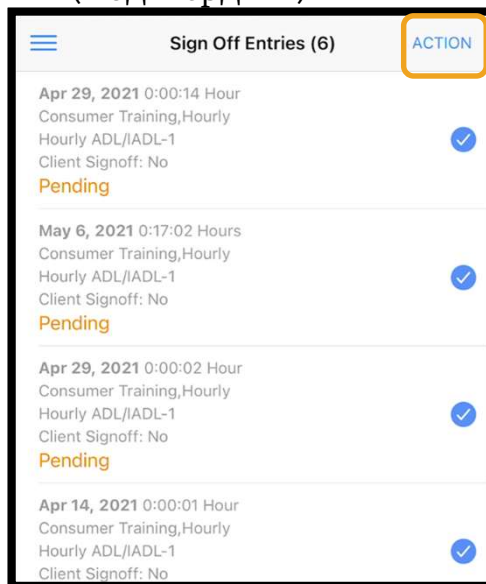 Sign Off Entries (6)
ACTION
Apr 29, 2021 0:00:14 Hour
Consumer Training,Hourly
Hourly ADL/IADL-1
Client Signoff: No
Pending
May 6, 2021 0:17:02 Hours
Consumer Training,Hourly
Hourly ADL/IADL-1
Client Signoff: No
Pending
Apr 29, 2021 0:00:02 Hour
Consumer Training,Hourly
Hourly ADL/IADL-1
Client Signoff: No
Pending
Apr 14, 2021 0:00:01 Hour
Consumer Training,Hourly
Hourly ADL/IADL-1
Client Signoff: No